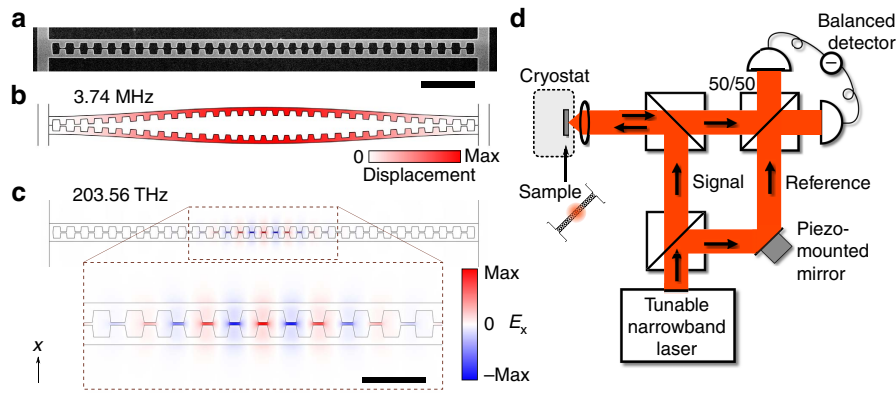 a
b
3.74 MHz
0
Max
Displacement
c
203.56 THz
Max
0
Ex
–Max
x
d
Cryostat
Sample
50/50
Balanced
detector
Signal
Reference
Piezo-
mounted
mirror
Tunable
narrowband
laser